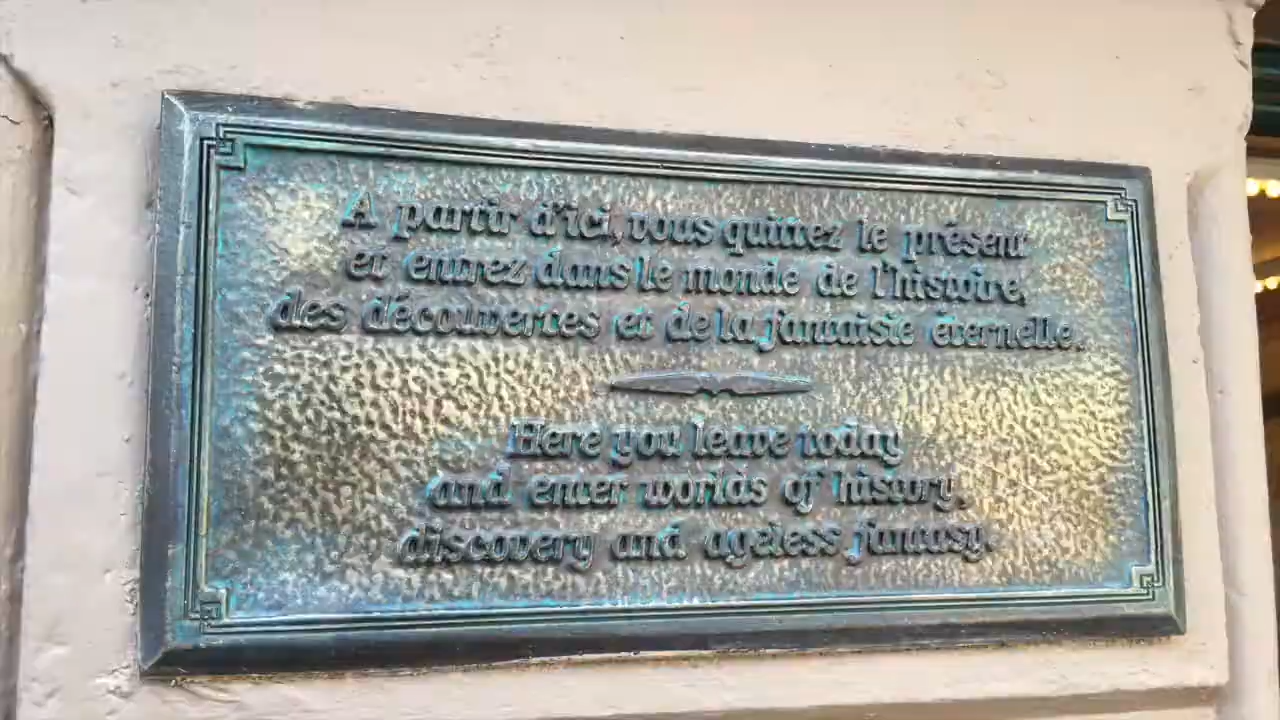 A partir d'ici, vous quittez le présent
et entrez dans le monde de l'histoire,
des découvertes et de la fantaisie éternelle.
Here you leave today
and enter worlds of history,
discovery and ageless fantasy.